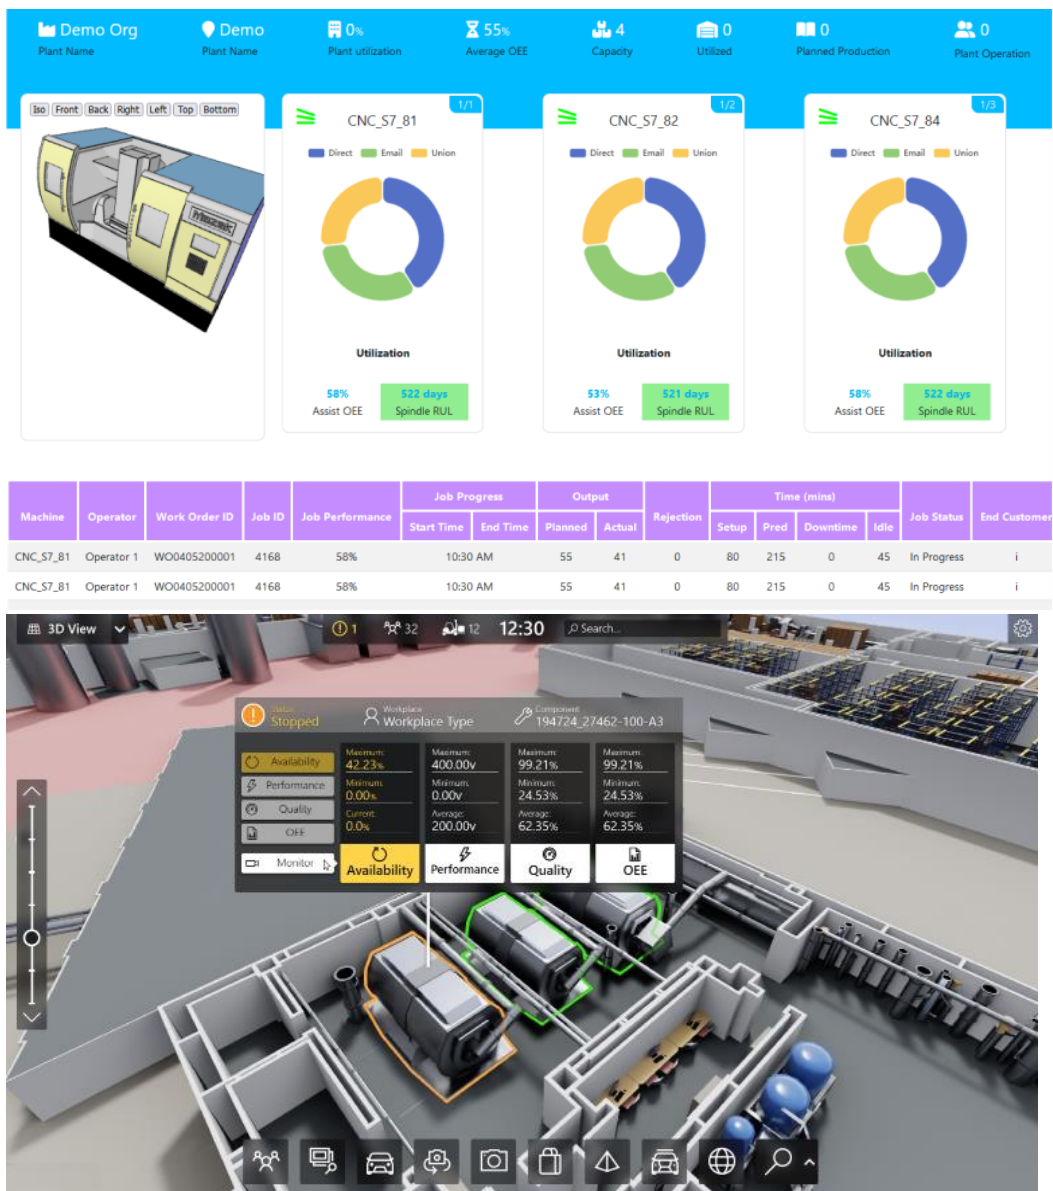 Demo Org
Plant Name
Demo
Plant Name
0%
Plant utilization
55%
Average OEE
4
Capacity
0
Utilized
0
Planned Production
0
Plant Operation
Iso Front Back Right Left Top Bottom
1/1
CNC_S7_81
Direct Email Union
Utilization
58%
Assist OEE
522 days
Spindle RUL
1/2
CNC_S7_82
Direct Email Union
Utilization
53%
Assist OEE
521 days
Spindle RUL
1/3
CNC_S7_84
Direct Email Union
Utilization
58%
Assist OEE
522 days
Spindle RUL
Machine Operator Work Order ID Job ID Job Performance Job Progress Output Rejection Time (mins) Job Status End Customer
Start Time End Time Planned Actual Setup Pred Downtime Idle
CNC_S7_81 Operator 1 WO0405200001 4168 58% 10:30 AM 55 41 0 80 215 0 45 In Progress i
CNC_S7_81 Operator 1 WO0405200001 4168 58% 10:30 AM 55 41 0 80 215 0 45 In Progress i
3D View 1 32 12 12:30 Search...
Status
Stopped
Workplace
Workplace Type
Component
194724_27462-100-A3
Availability
Performance
Quality
OEE
Monitor
Maximum:
42.23%
Minimum:
0.00%
Current:
0.0%
Availability
Maximum:
400.00v
Minimum:
0.00v
Average:
200.00v
Performance
Maximum:
99.21%
Minimum:
24.53%
Average:
62.35%
Quality
Maximum:
99.21%
Minimum:
24.53%
Average:
62.35%
OEE